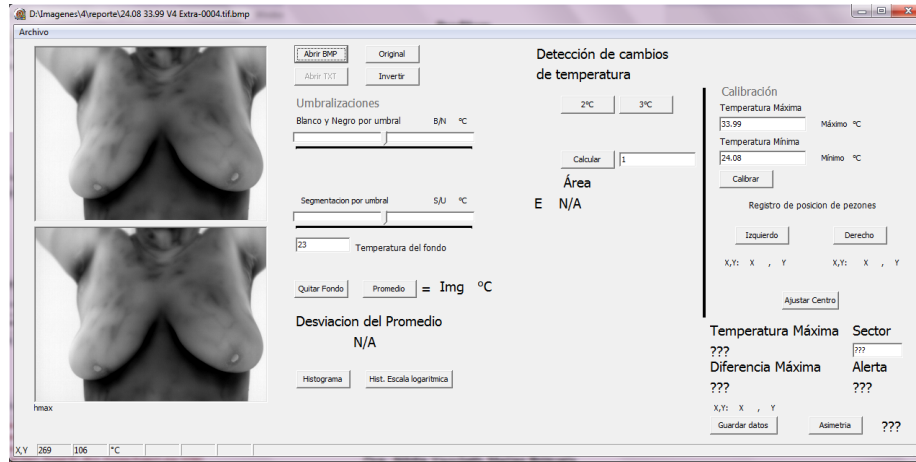 D:\Imagenes\4\reporte\24.08 33.99 V4 Extra-0004.tif.bmp
Archivo
Abrir BMP Original
Abrir TXT Invertir
Umbralizaciones
Blanco y Negro por umbral B/N ºC
Segmentacion por umbral S/U ºC
23 Temperatura del fondo
Quitar Fondo Promedio = Img ºC
Desviacion del Promedio
N/A
Histograma Hist. Escala logaritmica
Detección de cambios
de temperatura
2ºC 3ºC
Calcular 1
Área
E N/A
Calibración
Temperatura Máxima
33.99 Máximo ºC
Temperatura Mínima
24.08 Mínimo ºC
Calibrar
Registro de posicion de pezones
Izquierdo Derecho
X,Y: X , Y X,Y: X , Y
Ajustar Centro
Temperatura Máxima Sector
??? ???
Diferencia Máxima Alerta
??? ???
X,Y: X , Y
Guardar datos Asimetria ???
hmax
X,Y 269 106 ºC